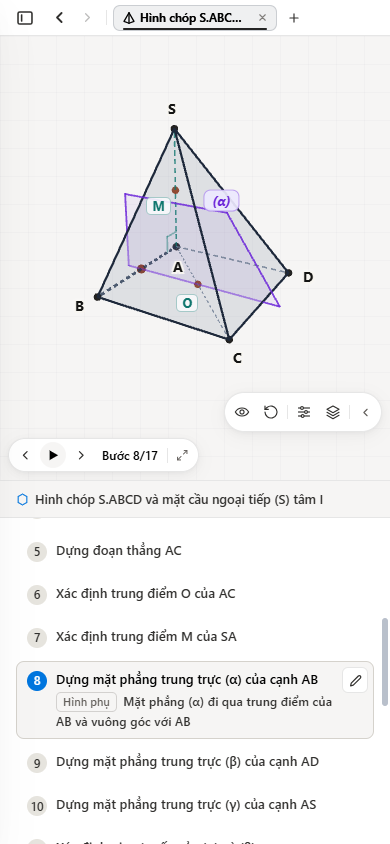 Hình chóp S.ABC...
S
M
(α)
A
D
B
O
C
Bước 8/17
Hình chóp S.ABCD và mặt cầu ngoại tiếp (S) tâm I
5 Dựng đoạn thẳng AC
6 Xác định trung điểm O của AC
7 Xác định trung điểm M của SA
8 Dựng mặt phẳng trung trực (α) của cạnh AB
Hình phụ Mặt phẳng (α) đi qua trung điểm của
AB và vuông góc với AB
9 Dựng mặt phẳng trung trực (β) của cạnh AD
10 Dựng mặt phẳng trung trực (γ) của cạnh AS